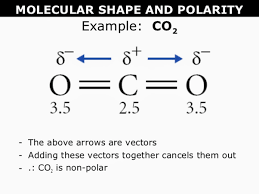 MOLECULAR SHAPE AND POLARITY
Example: CO₂
δ⁻ δ⁺ δ⁻
O = C = O
3.5 2.5 3.5
- The above arrows are vectors
- Adding these vectors together cancels them out
- .: CO₂ is non-polar